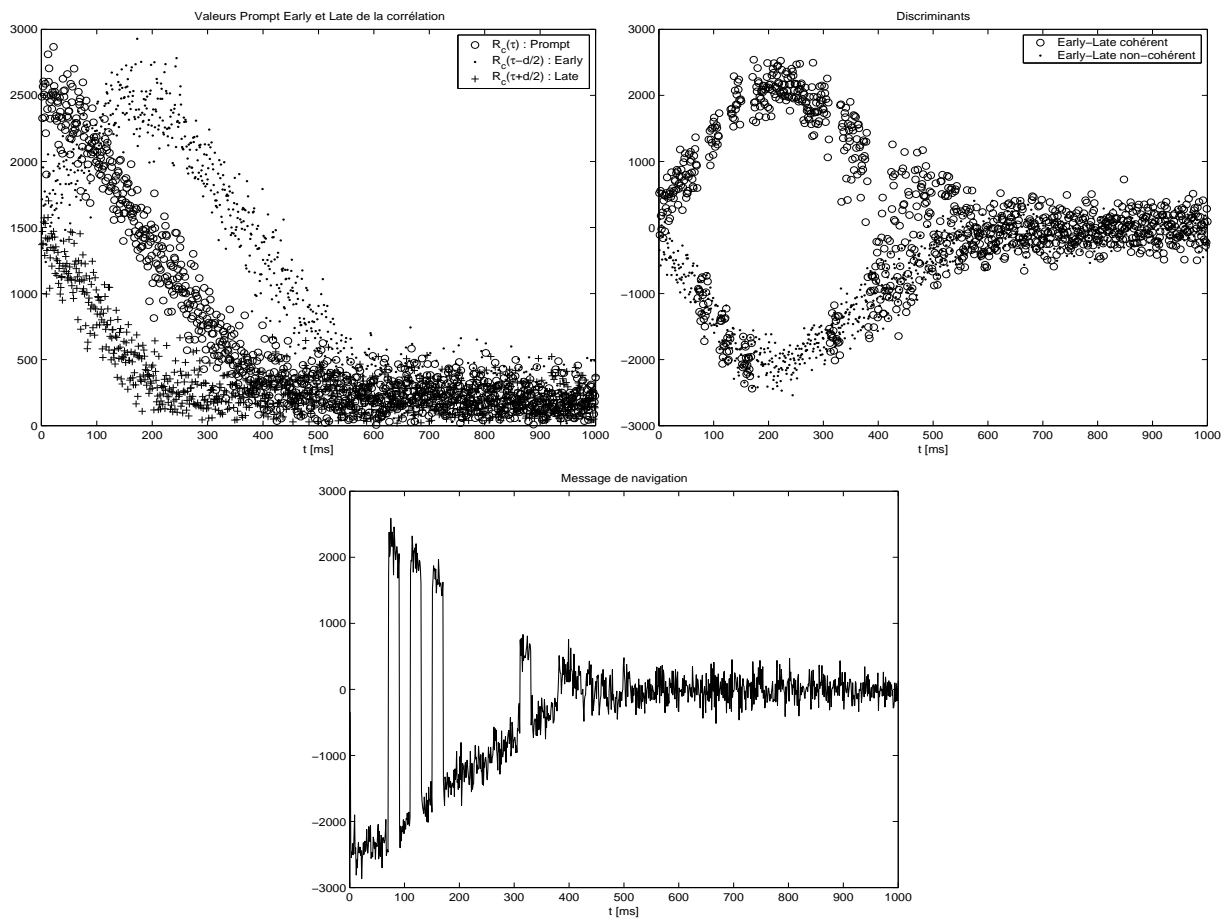 Valeurs Prompt Early et Late de la corrélation
3000
2500
2000
1500
1000
500
0
R_c(τ) : Prompt
R_c(τ−d/2) : Early
R_c(τ+d/2) : Late
0 100 200 300 400 500 600 700 800 900 1000
t [ms]
Discriminants
3000
2000
1000
0
−1000
−2000
−3000
Early−Late cohérent
Early−Late non−cohérent
0 100 200 300 400 500 600 700 800 900 1000
t [ms]
Message de navigation
3000
2000
1000
0
−1000
−2000
−3000
0 100 200 300 400 500 600 700 800 900 1000
t [ms]